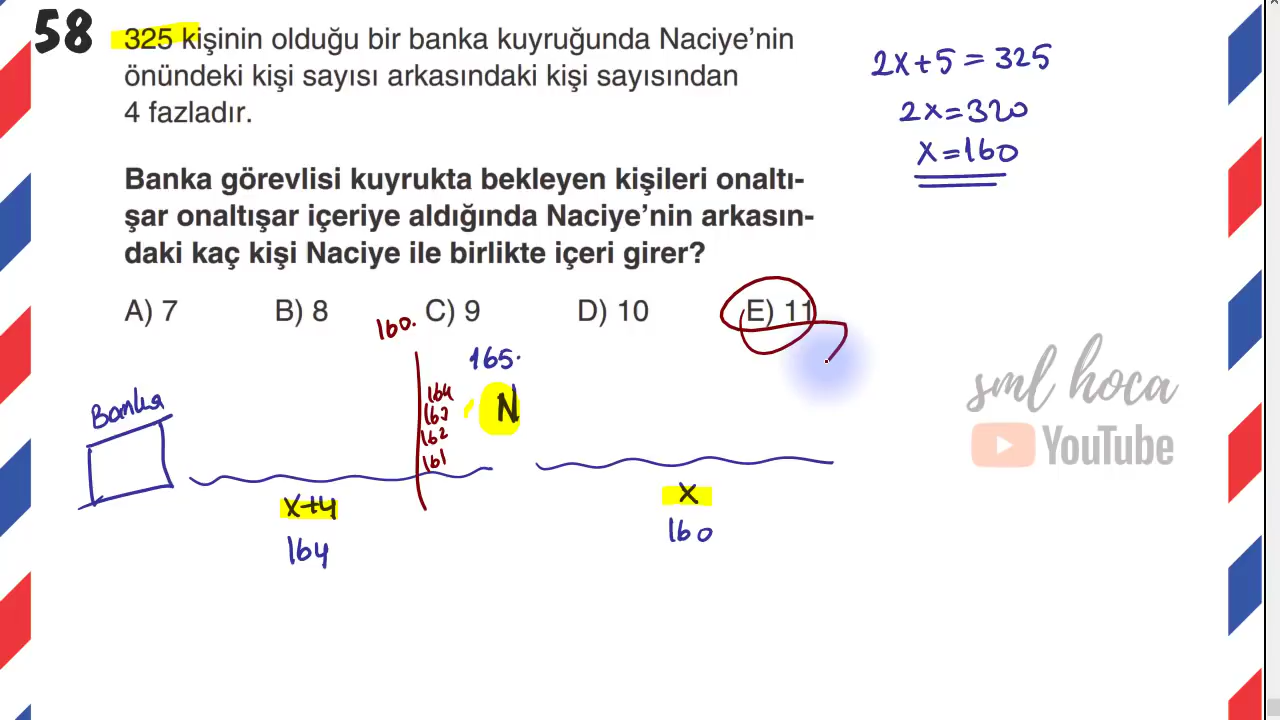 58
325 kişinin olduğu bir banka kuyruğunda Naciye'nin
önündeki kişi sayısı arkasındaki kişi sayısından
4 fazladır.
2x+5=325
2x=320
x=160
Banka görevlisi kuyrukta bekleyen kişileri onaltı-
şar onaltışar içeriye aldığında Naciye'nin arkasın-
daki kaç kişi Naciye ile birlikte içeri girer?
A) 7 B) 8 C) 9 D) 10 E) 11
160.
165.
164
163
162
161
N
Banka
x+4
164
x
160
sml hoca
YouTube